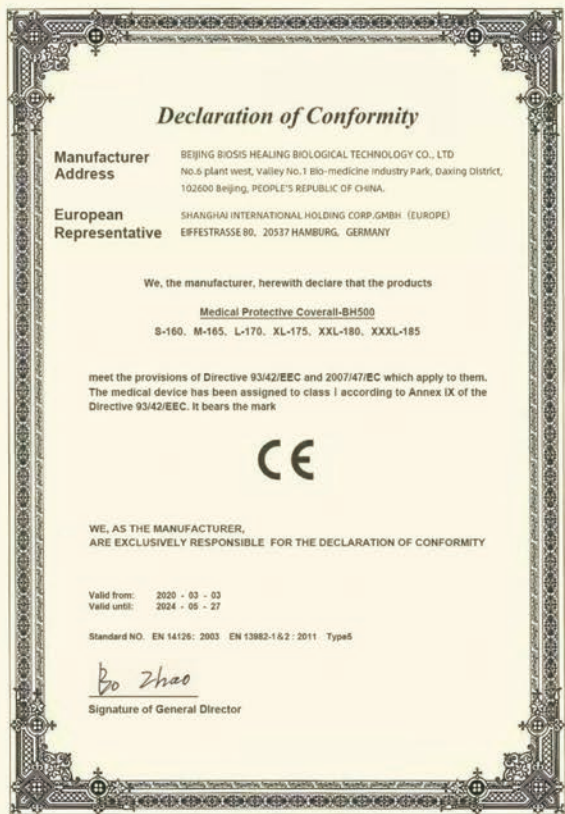 Declaration of Conformity
Manufacturer BEIJING BIOSIS HEALING BIOLOGICAL TECHNOLOGY CO., LTD
Address No.6 plant west, Valley No.1 Bio-medicine Industry Park, Daxing District,
102600 Beijing, PEOPLE'S REPUBLIC OF CHINA.
European SHANGHAI INTERNATIONAL HOLDING CORP.GMBH (EUROPE)
Representative EIFFESTRASSE 80, 20537 HAMBURG, GERMANY
We, the manufacturer, herewith declare that the products
Medical Protective Coverall-BH500
S-160、M-165、L-170、XL-175、XXL-180、XXXL-185
meet the provisions of Directive 93/42/EEC and 2007/47/EC which apply to them.
The medical device has been assigned to class I according to Annex IX of the
Directive 93/42/EEC. It bears the mark
CE
WE, AS THE MANUFACTURER,
ARE EXCLUSIVELY RESPONSIBLE FOR THE DECLARATION OF CONFORMITY
Valid from: 2020 - 03 - 03
Valid until: 2024 - 05 - 27
Standard NO. EN 14126: 2003 EN 13982-1&2 : 2011 Type5
Bo Zhao
Signature of General Director